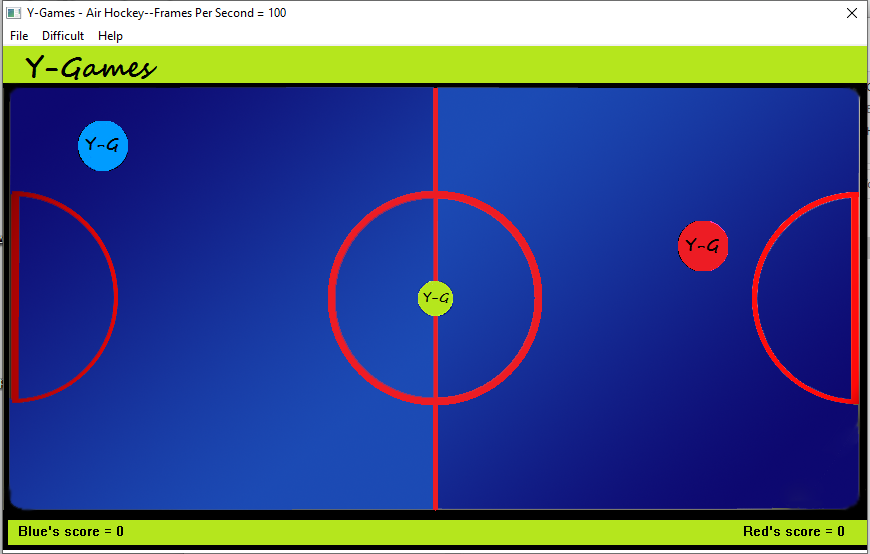 Y-Games - Air Hockey--Frames Per Second = 100
File Difficult Help
Y-Games
Y-G
Y-G
Y-G
Blue's score = 0
Red's score = 0